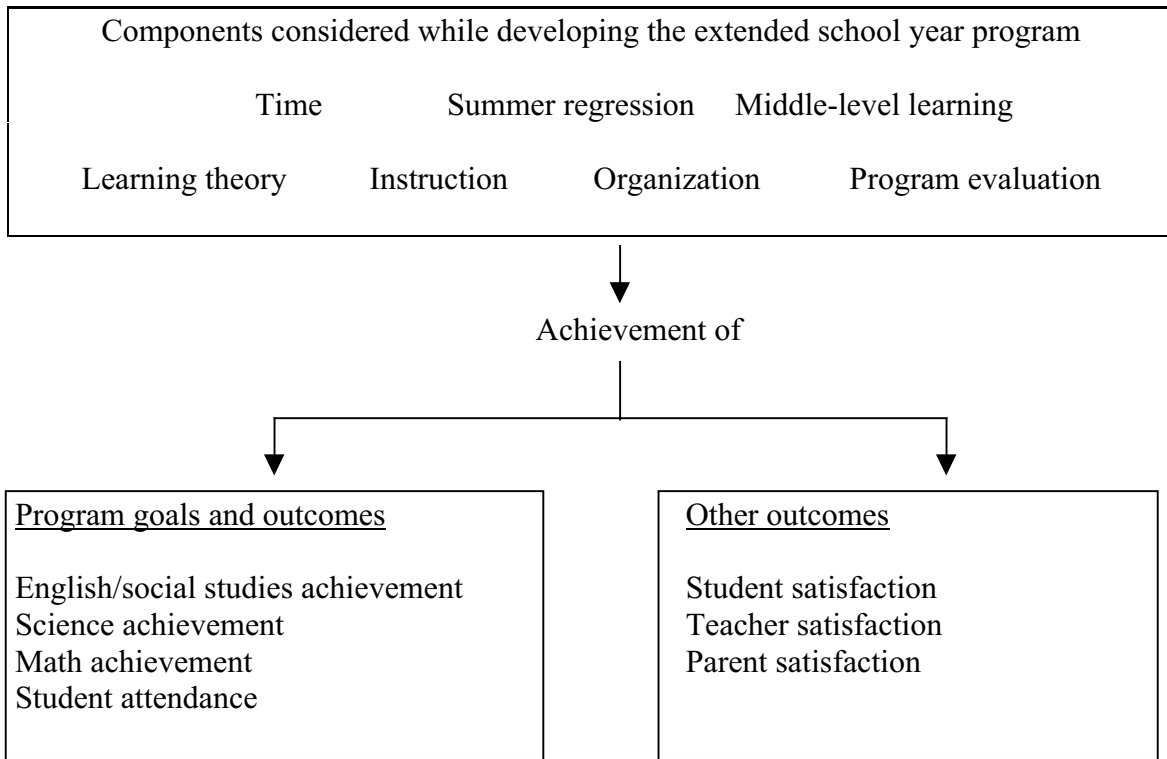 Components considered while developing the extended school year program
Time Summer regression Middle-level learning
Learning theory Instruction Organization Program evaluation
Achievement of
Program goals and outcomes
English/social studies achievement
Science achievement
Math achievement
Student attendance
Other outcomes
Student satisfaction
Teacher satisfaction
Parent satisfaction